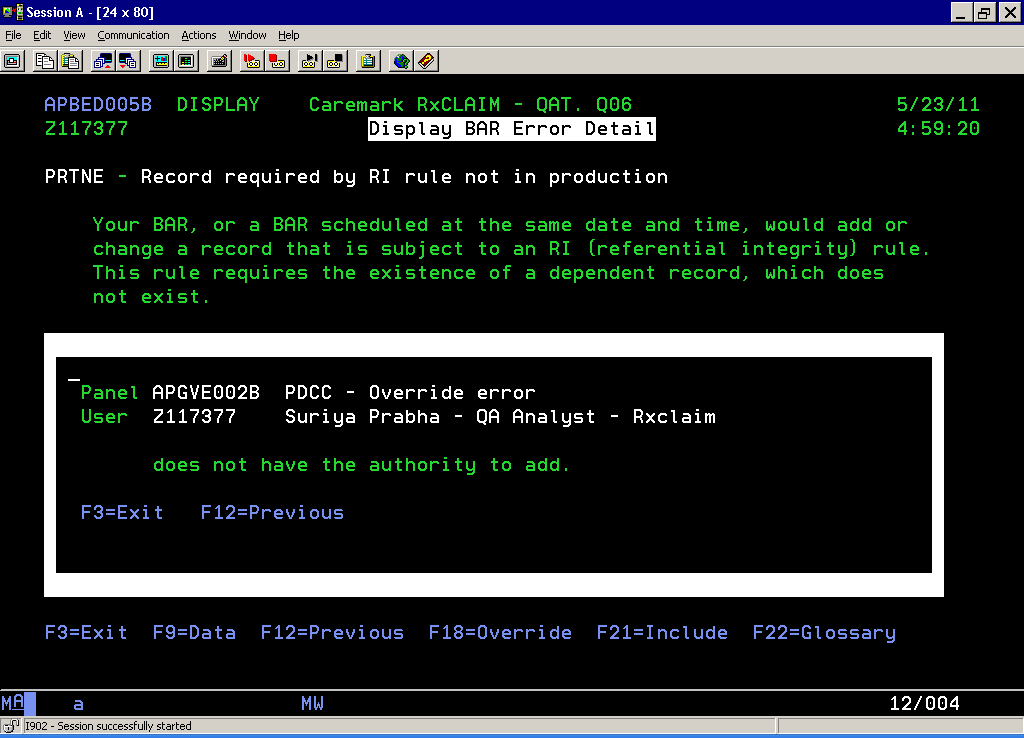 Session A - [24 x 80]
File Edit View Communication Actions Window Help
APBED005B DISPLAY Caremark RxCLAIM - QAT. Q06 5/23/11
Z117377 Display BAR Error Detail 4:59:20
PRTNE - Record required by RI rule not in production
Your BAR, or a BAR scheduled at the same date and time, would add or
change a record that is subject to an RI (referential integrity) rule.
This rule requires the existence of a dependent record, which does
not exist.
Panel APGVE002B PDCC - Override error
User Z117377 Suriya Prabha - QA Analyst - Rxclaim
does not have the authority to add.
F3=Exit F12=Previous
F3=Exit F9=Data F12=Previous F18=Override F21=Include F22=Glossary
MA a MW 12/004
I902 - Session successfully started